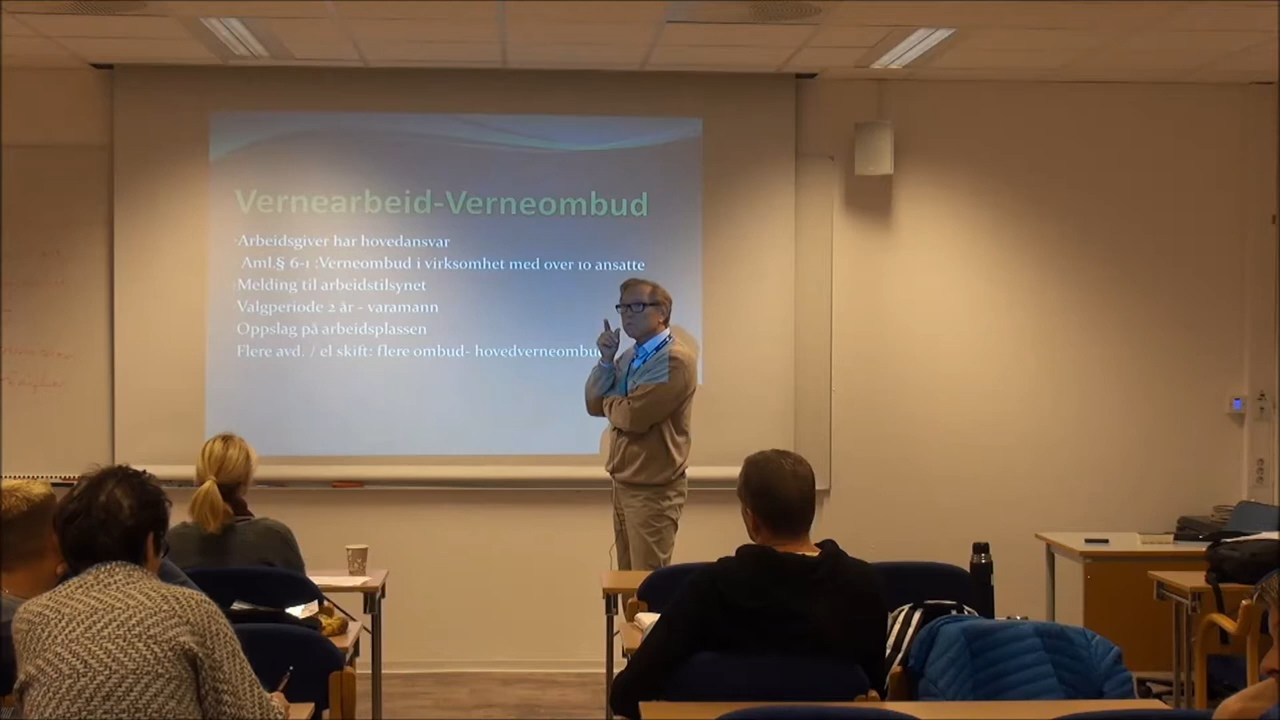 Vernearbeid-Verneombud
Arbeidsgiver har hovedansvar
Aml.§ 6-1 :Verneombud i virksomhet med over 10 ansatte
Melding til arbeidstilsynet
Valgperiode 2 år - varamann
Oppslag på arbeidsplassen
Flere avd. / el skift: flere ombud- hovedverneombu